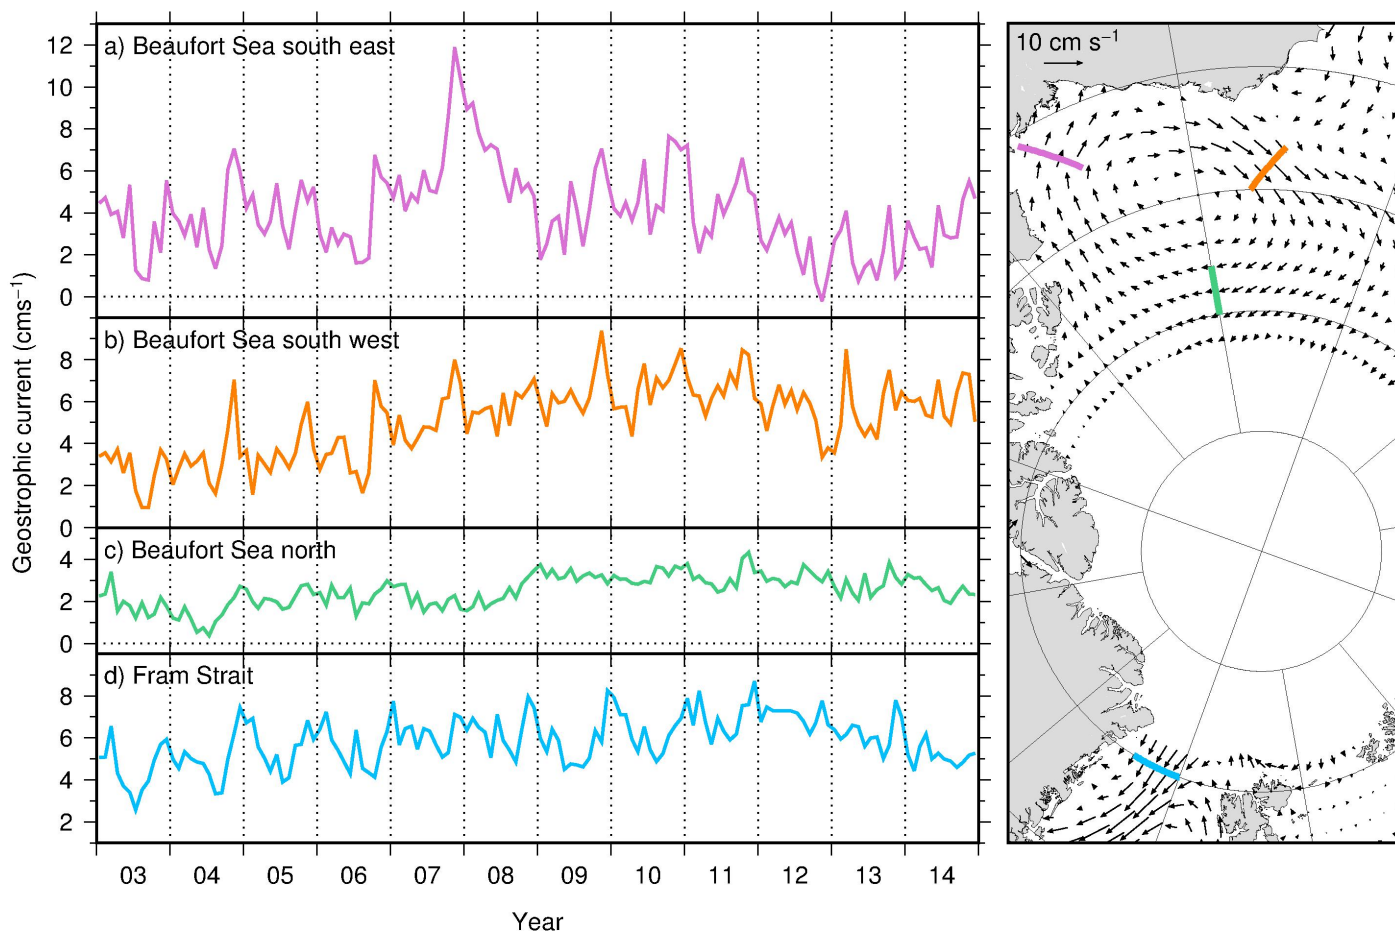 a) Beaufort Sea south east
12
10
8
6
4
2
0
b) Beaufort Sea south west
8
6
4
2
0
c) Beaufort Sea north
4
2
0
d) Fram Strait
8
6
4
2
Geostrophic current (cms⁻¹)
03 04 05 06 07 08 09 10 11 12 13 14
Year
10 cm s⁻¹